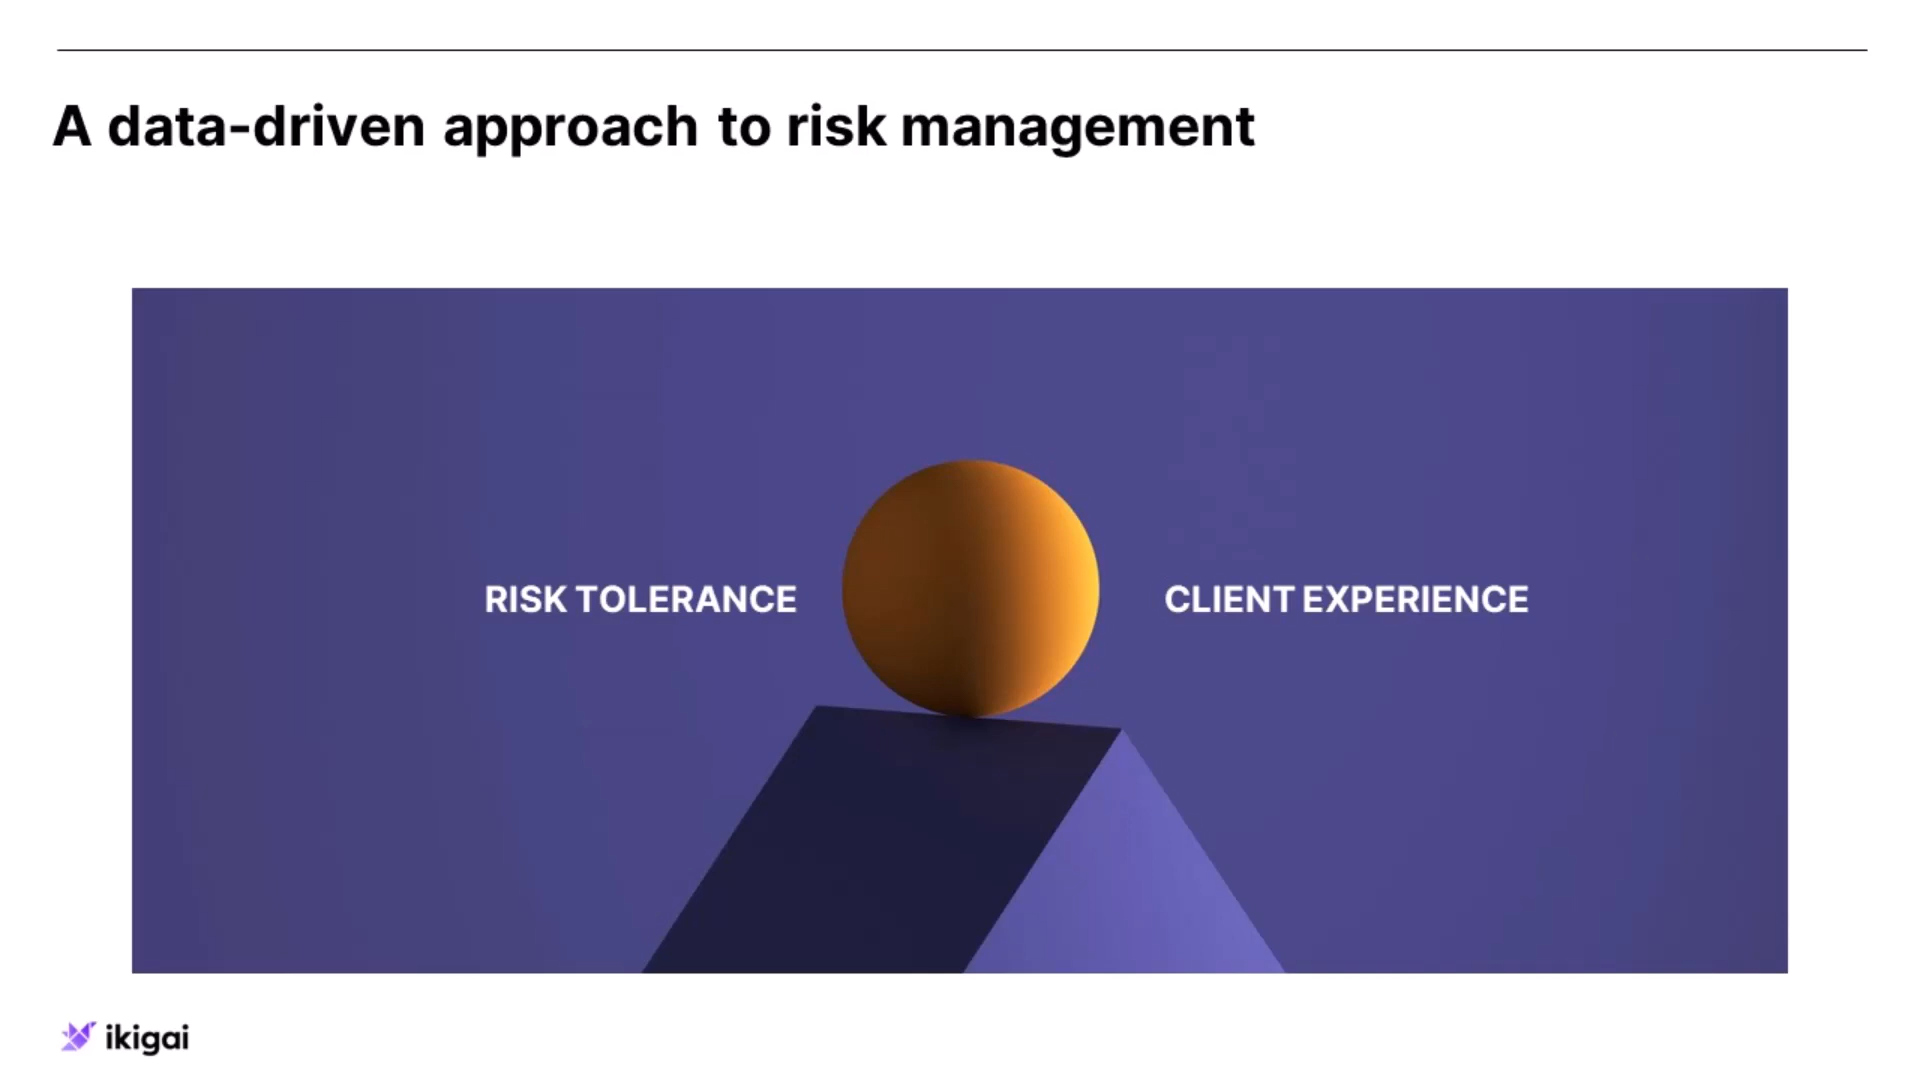 A data-driven approach to risk management
RISK TOLERANCE
CLIENT EXPERIENCE
ikigai